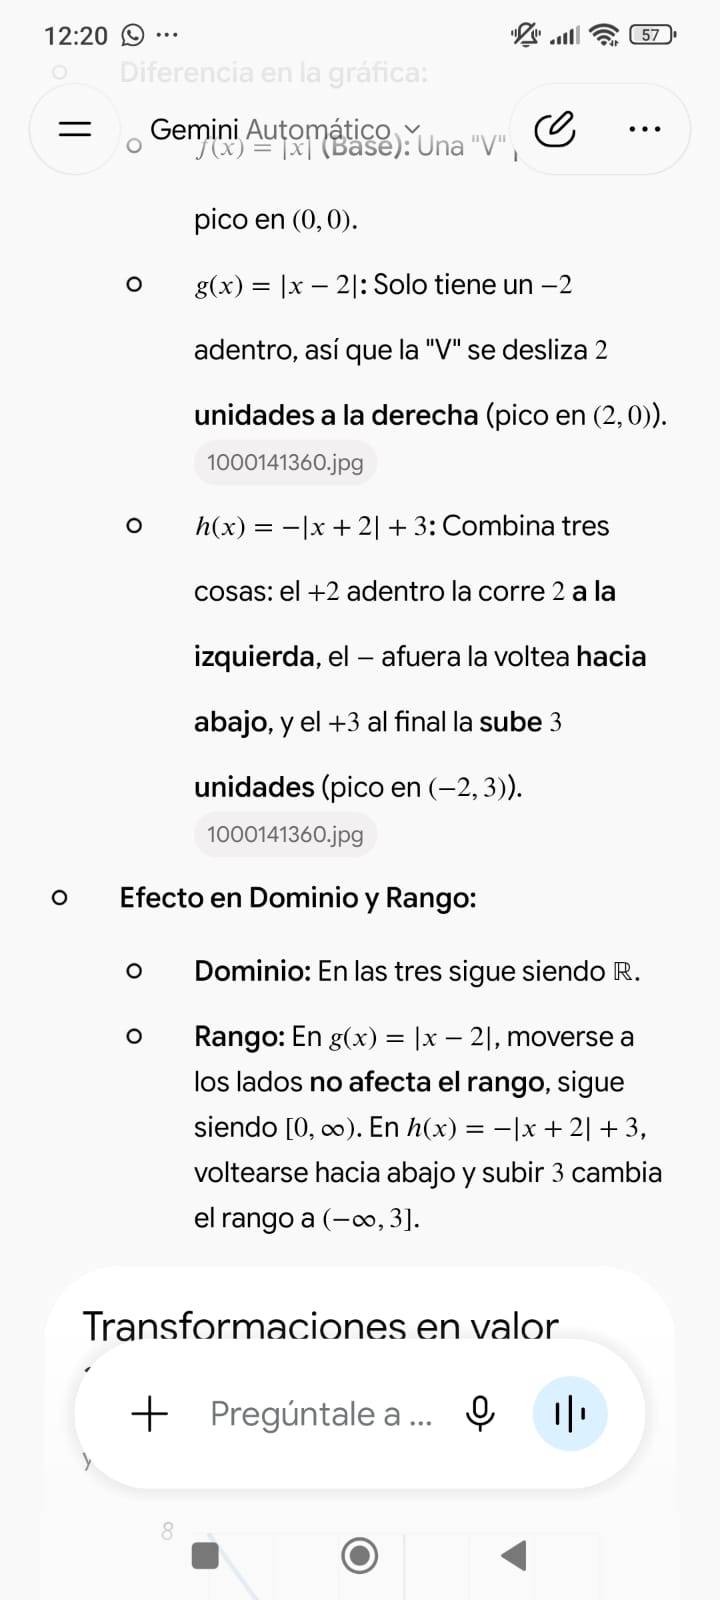 12:20 ··· 57
Diferencia en la gráfica:
Gemini Automático
f(x) = |x| (Base): Una "V"
pico en (0, 0).
g(x) = |x − 2|: Solo tiene un −2
adentro, así que la "V" se desliza 2
unidades a la derecha (pico en (2, 0)).
1000141360.jpg
h(x) = −|x + 2| + 3: Combina tres
cosas: el +2 adentro la corre 2 a la
izquierda, el − afuera la voltea hacia
abajo, y el +3 al final la sube 3
unidades (pico en (−2, 3)).
1000141360.jpg
Efecto en Dominio y Rango:
Dominio: En las tres sigue siendo ℝ.
Rango: En g(x) = |x − 2|, moverse a
los lados no afecta el rango, sigue
siendo [0, ∞). En h(x) = −|x + 2| + 3,
voltearse hacia abajo y subir 3 cambia
el rango a (−∞, 3].
Transformaciones en valor
Pregúntale a ...
y
8